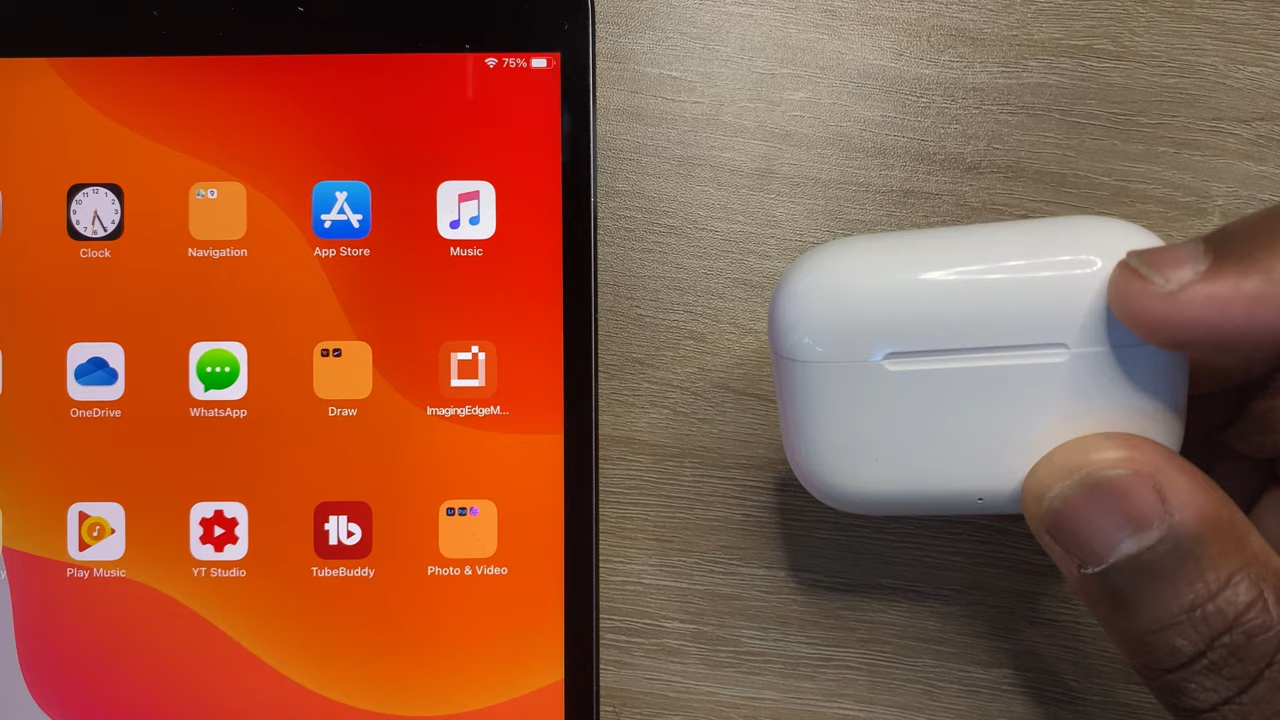 75%
Clock
Navigation
App Store
Music
OneDrive
WhatsApp
Draw
ImagingEdgeM...
Play Music
YT Studio
TubeBuddy
Photo & Video